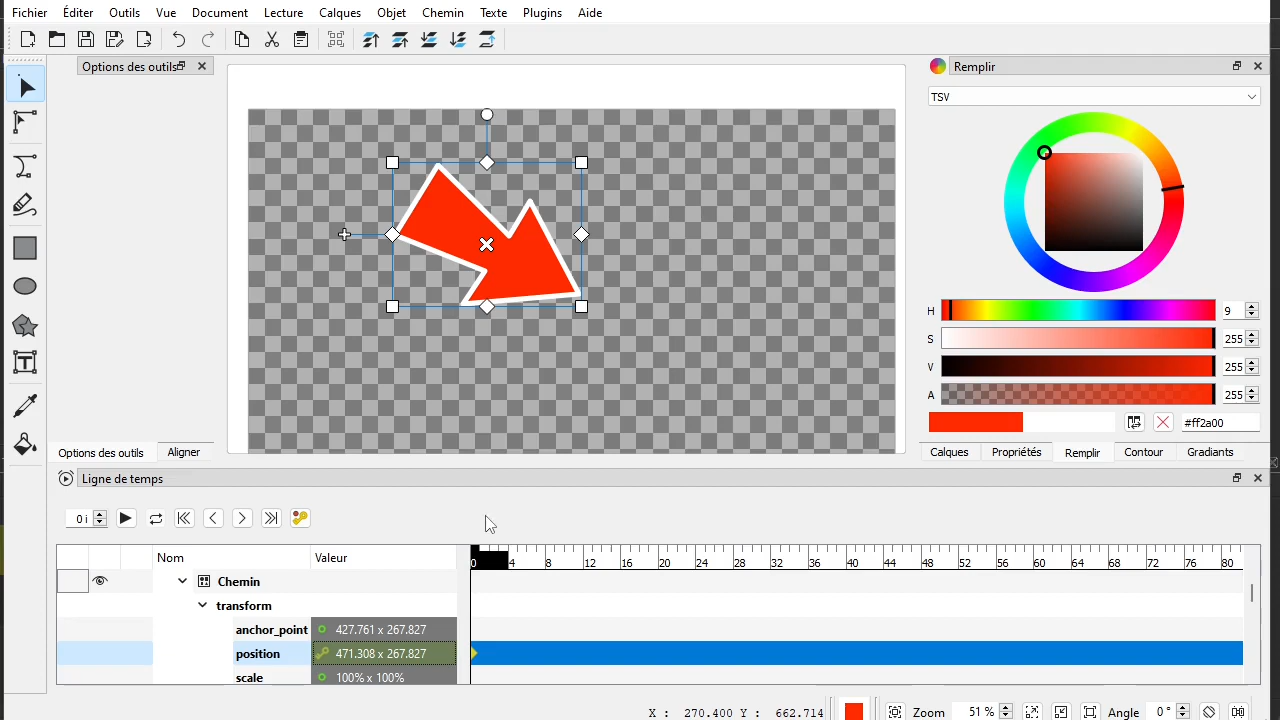 Fichier Éditer Outils Vue Document Lecture Calques Objet Chemin Texte Plugins Aide
Options des outils
Remplir
TSV
H 9
S 255
V 255
A 255
#ff2a00
Options des outils Aligner
Calques Propriétés Remplir Contour Gradiants
Ligne de temps
0 i
Nom Valeur
0 4 8 12 16 20 24 28 32 36 40 44 48 52 56 60 64 68 72 76 80
Chemin
transform
anchor_point 427.761 x 267.827
position 471.308 x 267.827
scale 100% x 100%
X : 270.400 Y : 662.714 Zoom 51 % Angle 0 °